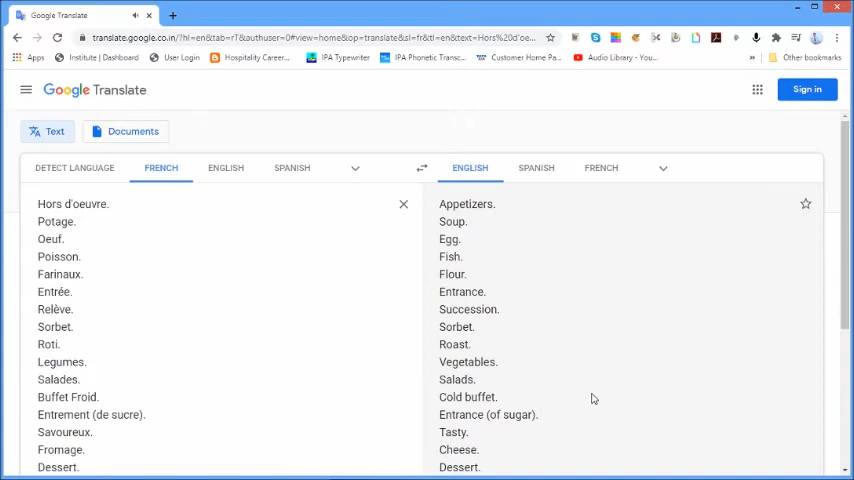 Google Translate
translate.google.co.in/?hl=en&tab=rT&authuser=0#view=home&op=translate&sl=fr&tl=en&text=Hors%20d'oe...
Apps
Institute | Dashboard
User Login
Hospitality Career...
IPA Typewriter
IPA Phonetic Transc...
Customer Home Pa...
Audio Library - You...
»
Other bookmarks
Google Translate
Sign in
Text
Documents
DETECT LANGUAGE
FRENCH
ENGLISH
SPANISH
ENGLISH
SPANISH
FRENCH
Hors d'oeuvre.
Potage.
Oeuf.
Poisson.
Farinaux.
Entrée.
Relève.
Sorbet.
Roti.
Legumes.
Salades.
Buffet Froid.
Entrement (de sucre).
Savoureux.
Fromage.
Dessert.
Appetizers.
Soup.
Egg.
Fish.
Flour.
Entrance.
Succession.
Sorbet.
Roast.
Vegetables.
Salads.
Cold buffet.
Entrance (of sugar).
Tasty.
Cheese.
Dessert.